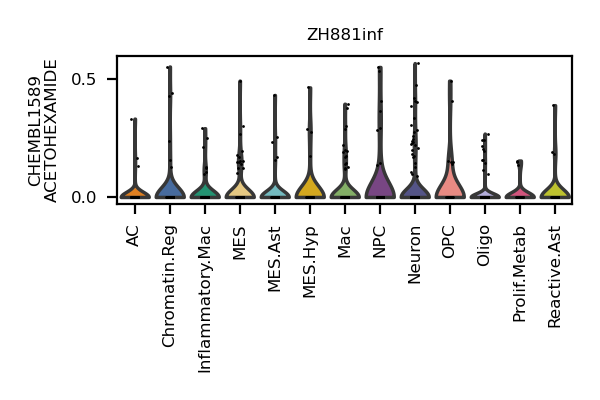 ZH881inf
CHEMBL1589
ACETOHEXAMIDE
0.5
0.0
AC
Chromatin.Reg
Inflammatory.Mac
MES
MES.Ast
MES.Hyp
Mac
NPC
Neuron
OPC
Oligo
Prolif.Metab
Reactive.Ast